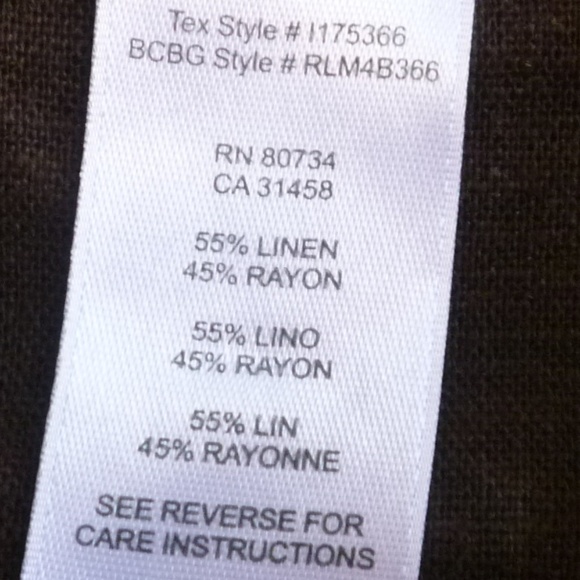 Tex Style # I175366
BCBG Style # RLM4B366
RN 80734
CA 31458
55% LINEN
45% RAYON
55% LINO
45% RAYON
55% LIN
45% RAYONNE
SEE REVERSE FOR
CARE INSTRUCTIONS